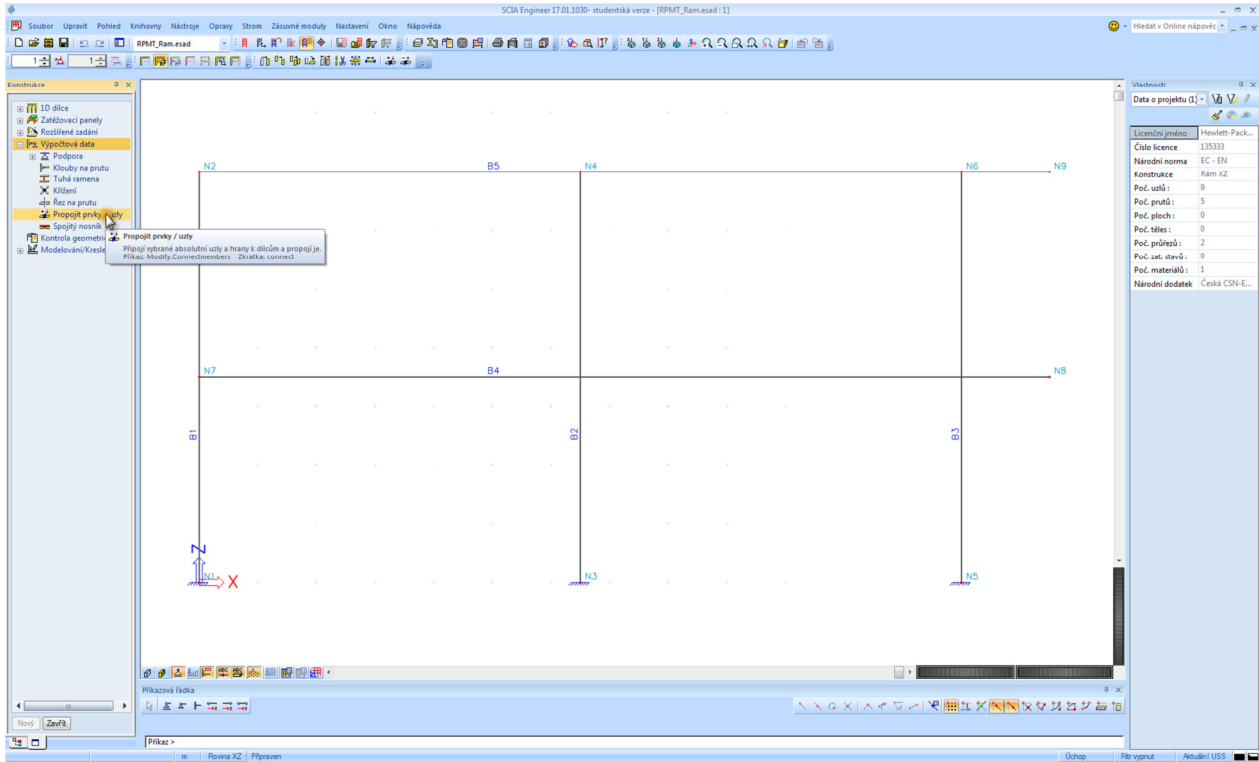 SCIA Engineer 17.01.1030- studentská verze - [RPMT_Ram.esad : 1]
Soubor Upravit Pohled Knihovny Nástroje Opravy Strom Zásuvné moduly Nastavení Okno Nápověda
Hledat v Online nápověc
RPMT_Ram.esad
1 1
Konstrukce
1D dílce
Zatěžovací panely
Rozšířené zadání
Výpočtová data
Podpora
Klouby na prutu
Tuhá ramena
Křížení
Řez na prutu
Propojit prvky / uzly
Spojitý nosník
Kontrola geometrie
Modelování/Kresle
Propojit prvky / uzly
Připojí vybrané absolutní uzly a hrany k dílcům a propojí je.
Příkaz: Modify.Connectmembers Zkratka: connect
Nový Zavřít
N2 B5 N4 N6 N9
N7 B4 N8
B1 B2 B3
Z
N1 X N3 N5
Příkazová řádka
Příkaz >
m Rovina XZ Připraven Úchop Filtr vypnut Aktuální USS
Vlastnosti
Data o projektu (1)
Licenční jméno Hewlett-Pack...
Číslo licence 135333
Národní norma EC - EN
Konstrukce Rám XZ
Poč. uzlů : 9
Poč. prutů : 5
Poč. ploch : 0
Poč. těles : 0
Poč. průřezů : 2
Poč. zat. stavů : 0
Poč. materiálů : 1
Národní dodatek Česká CSN-E...